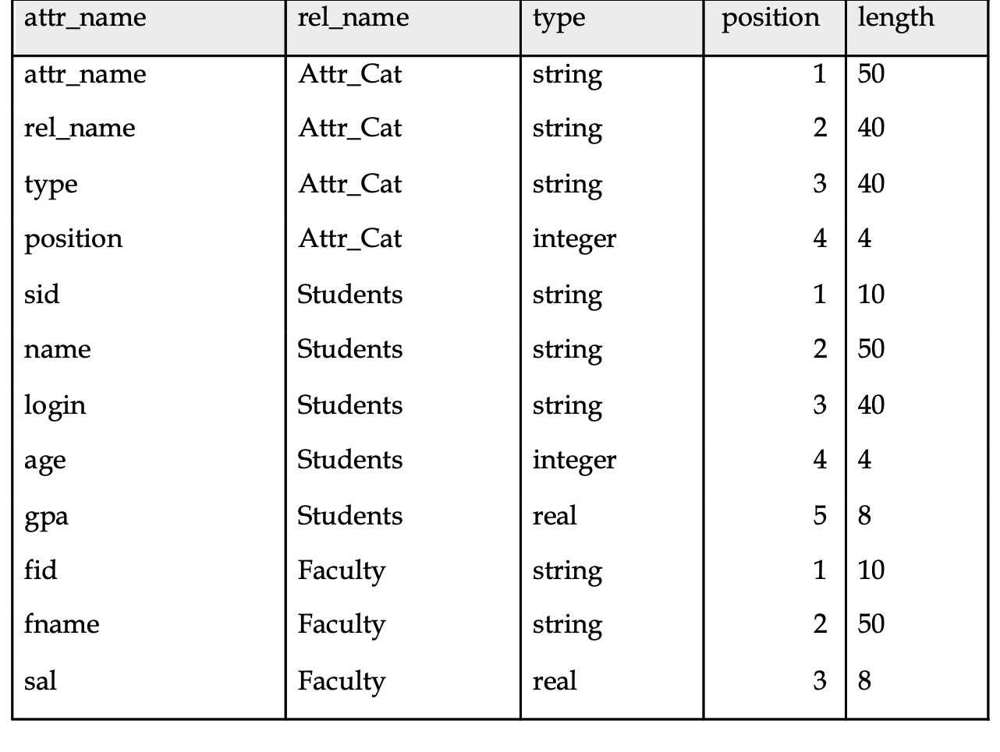 attr_name rel_name type position length
attr_name Attr_Cat string 1 50
rel_name Attr_Cat string 2 40
type Attr_Cat string 3 40
position Attr_Cat integer 4 4
sid Students string 1 10
name Students string 2 50
login Students string 3 40
age Students integer 4 4
gpa Students real 5 8
fid Faculty string 1 10
fname Faculty string 2 50
sal Faculty real 3 8